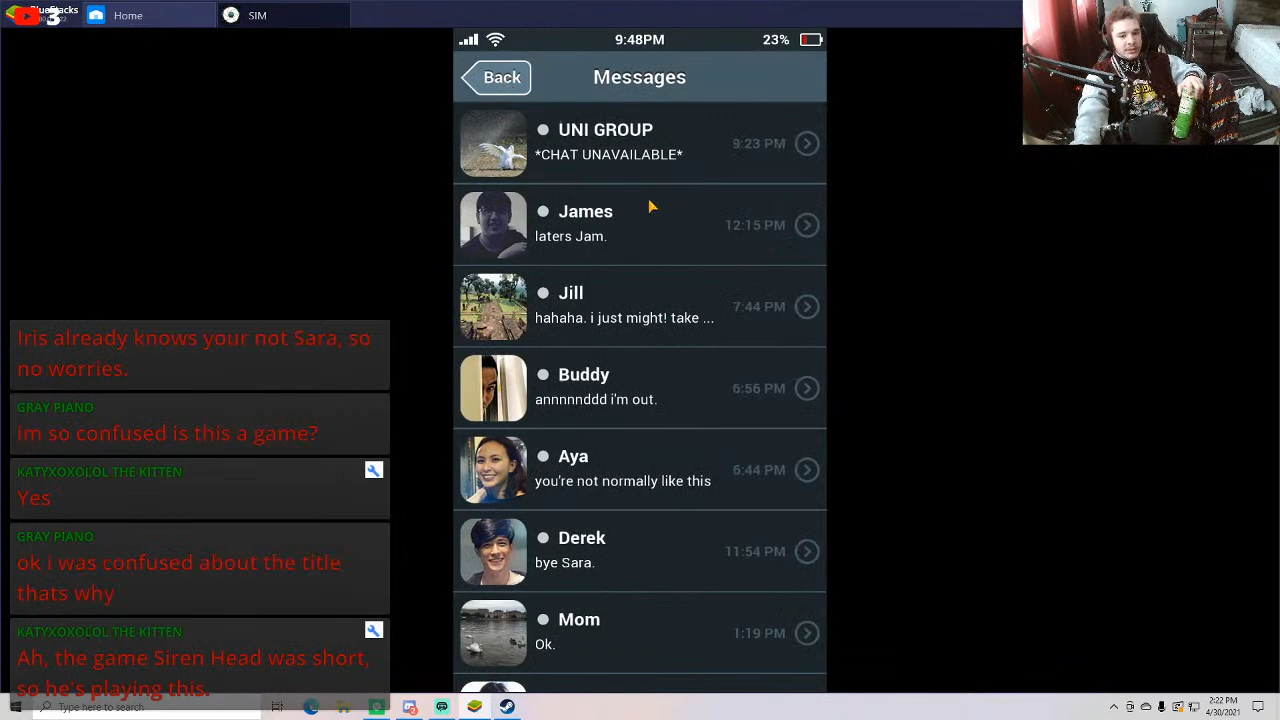 BlueStacks
3
Home
SIM
9:48PM
23%
Back
Messages
UNI GROUP
*CHAT UNAVAILABLE*
9:23 PM
James
laters Jam.
12:15 PM
Jill
hahaha. i just might! take ...
7:44 PM
Buddy
annnnnddd i'm out.
6:56 PM
Aya
you're not normally like this
6:44 PM
Derek
bye Sara.
11:54 PM
Mom
Ok.
1:19 PM
Iris already knows your not Sara, so
no worries.
GRAY PIANO
im so confused is this a game?
KATYXOXOLOL THE KITTEN
Yes
GRAY PIANO
ok i was confused about the title
thats why
KATYXOXOLOL THE KITTEN
Ah, the game Siren Head was short,
so he's playing this.
Type here to search
2:22 PM
4/30/2021